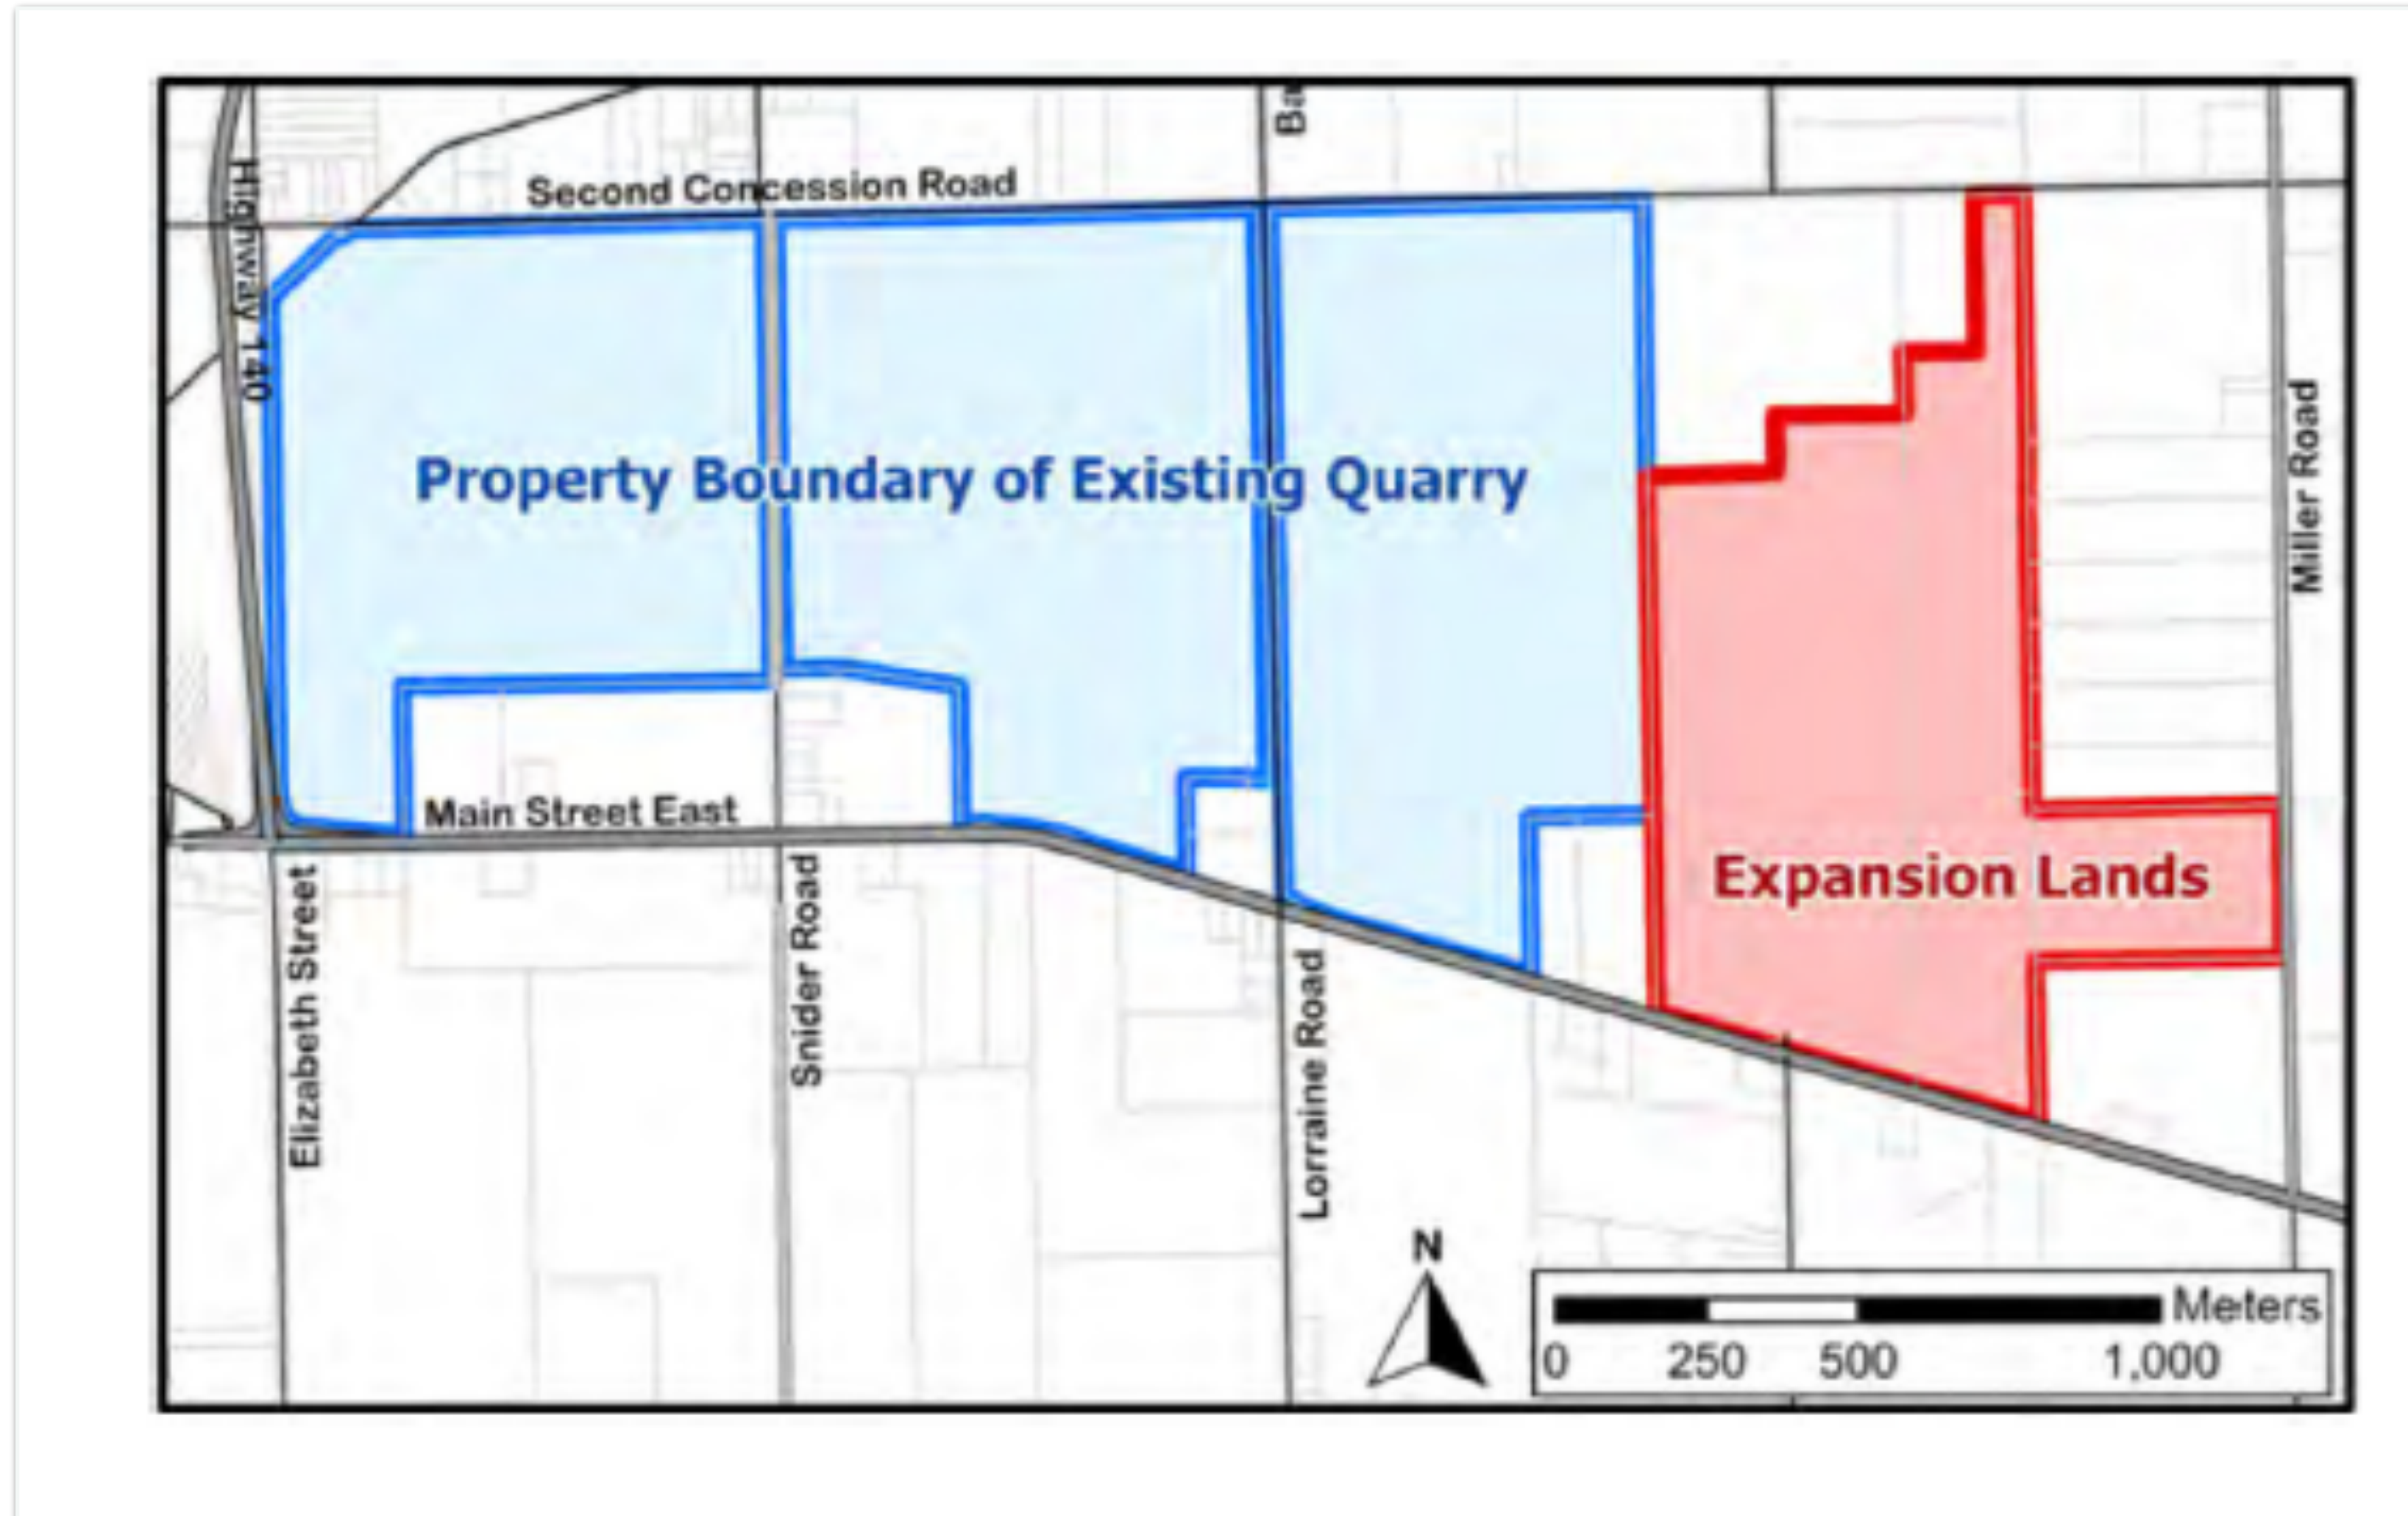 Ba
Second Concession Road
Highway 140
Property Boundary of Existing Quarry
Miller Road
Main Street East
Expansion Lands
Elizabeth Street
Snider Road
Lorraine Road
N
Meters
0 250 500 1,000